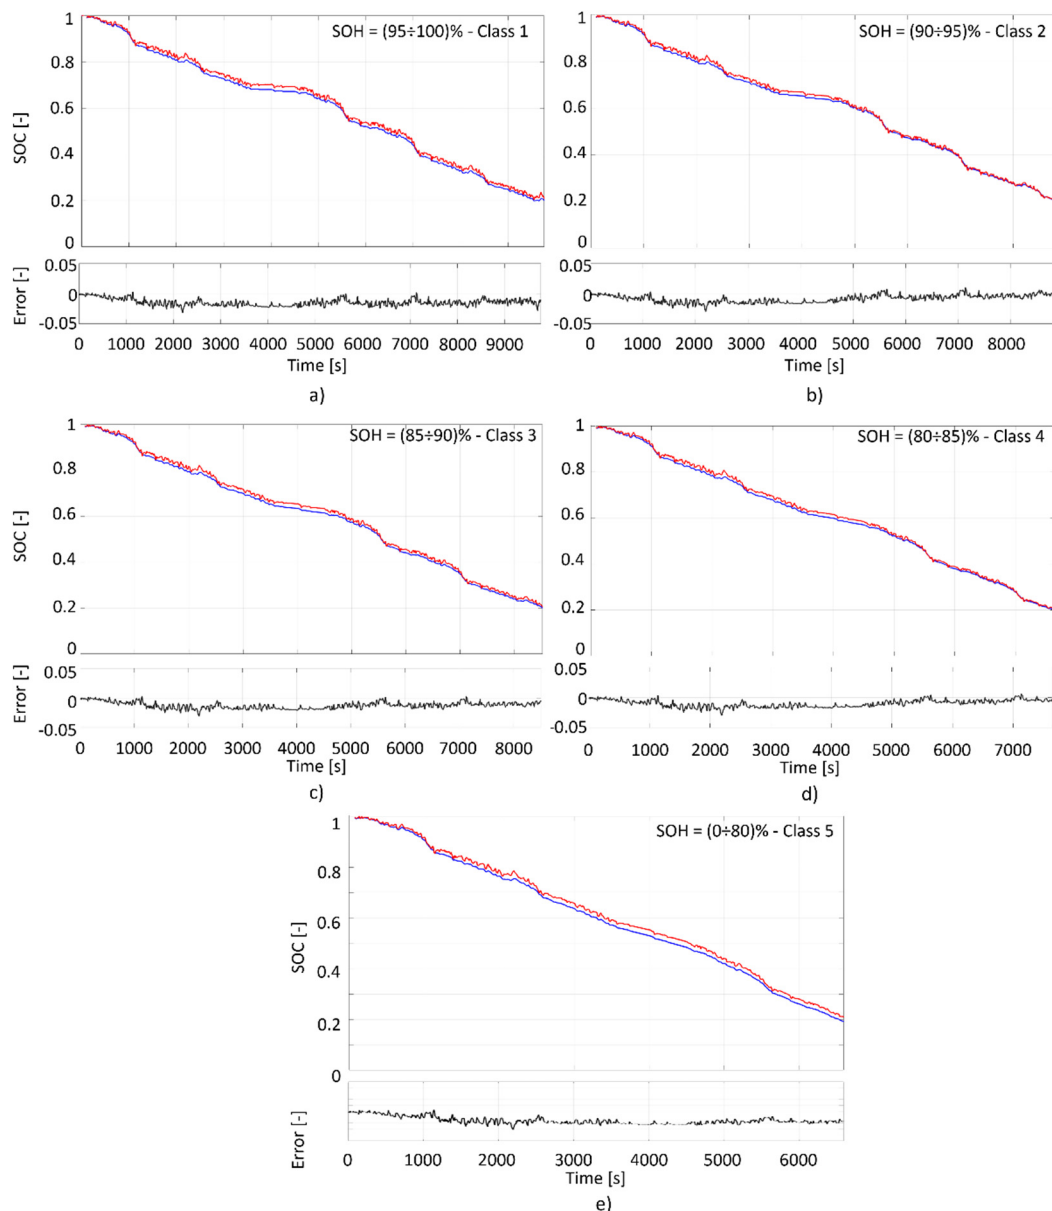 SOH = (95÷100)% - Class 1
1
0.8
0.6
0.4
0.2
0
SOC [-]
0.05
0
-0.05
Error [-]
0 1000 2000 3000 4000 5000 6000 7000 8000 9000
Time [s]
a)
SOH = (90÷95)% - Class 2
1
0.8
0.6
0.4
0.2
0
0.05
0
-0.05
0 1000 2000 3000 4000 5000 6000 7000 8000
Time [s]
b)
SOH = (85÷90)% - Class 3
1
0.8
0.6
0.4
0.2
0
SOC [-]
0.05
0
-0.05
Error [-]
0 1000 2000 3000 4000 5000 6000 7000 8000
Time [s]
c)
SOH = (80÷85)% - Class 4
1
0.8
0.6
0.4
0.2
0
0.05
0
-0.05
0 1000 2000 3000 4000 5000 6000 7000
Time [s]
d)
SOH = (0÷80)% - Class 5
1
0.8
0.6
0.4
0.2
0
SOC [-]
Error [-]
0 1000 2000 3000 4000 5000 6000
Time [s]
e)